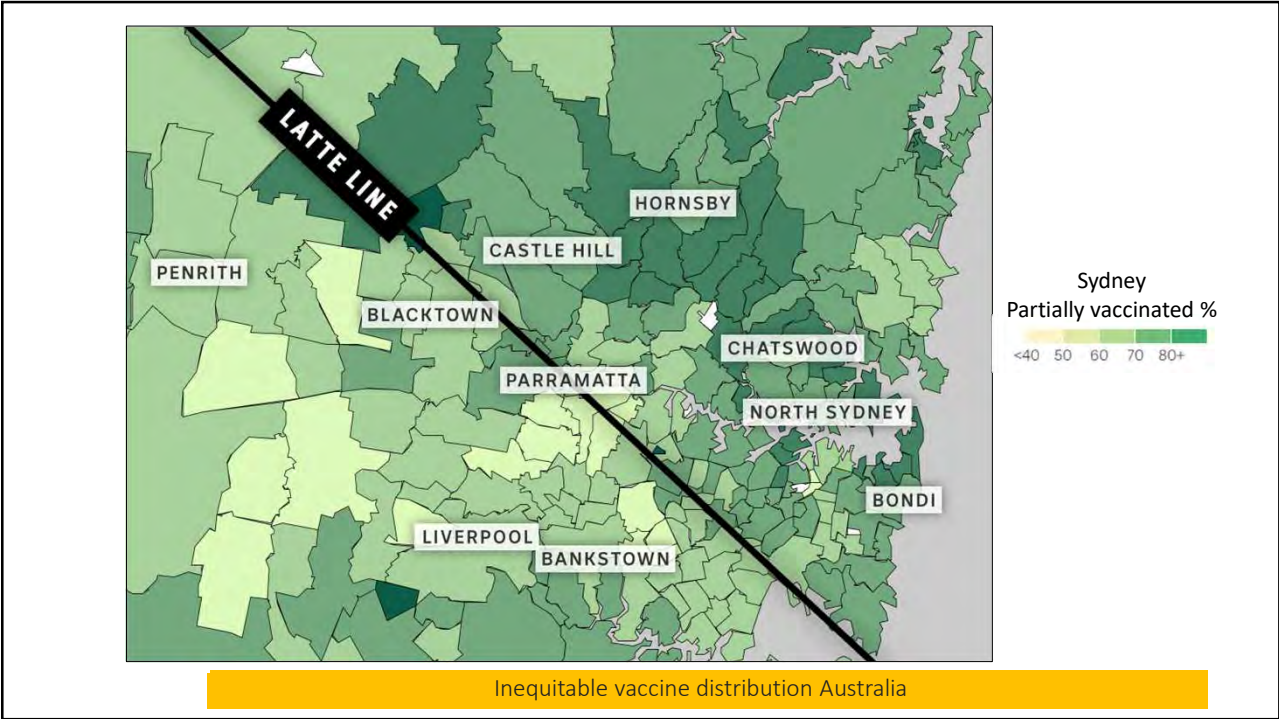 LATTE LINE
HORNSBY
CASTLE HILL
PENRITH
BLACKTOWN
CHATSWOOD
PARRAMATTA
NORTH SYDNEY
BONDI
LIVERPOOL
BANKSTOWN
Sydney
Partially vaccinated %
<40 50 60 70 80+
Inequitable vaccine distribution Australia